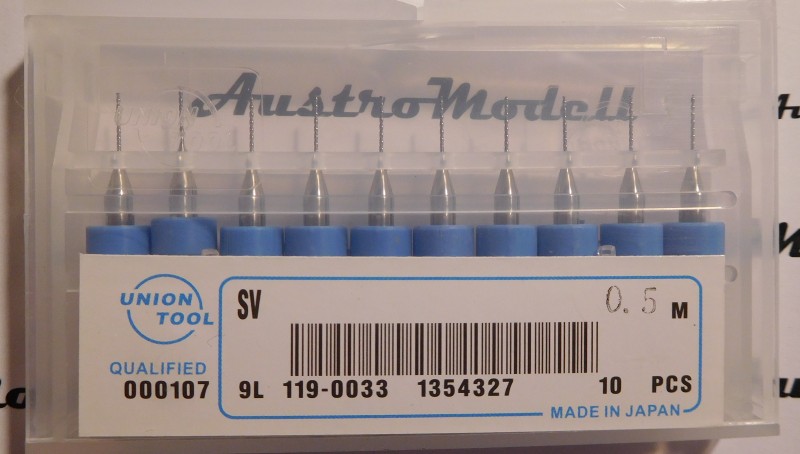 AustroModell
UNION
TOOL
QUALIFIED
000107
SV
0.5 M
9L 119-0033 1354327 10 PCS
MADE IN JAPAN